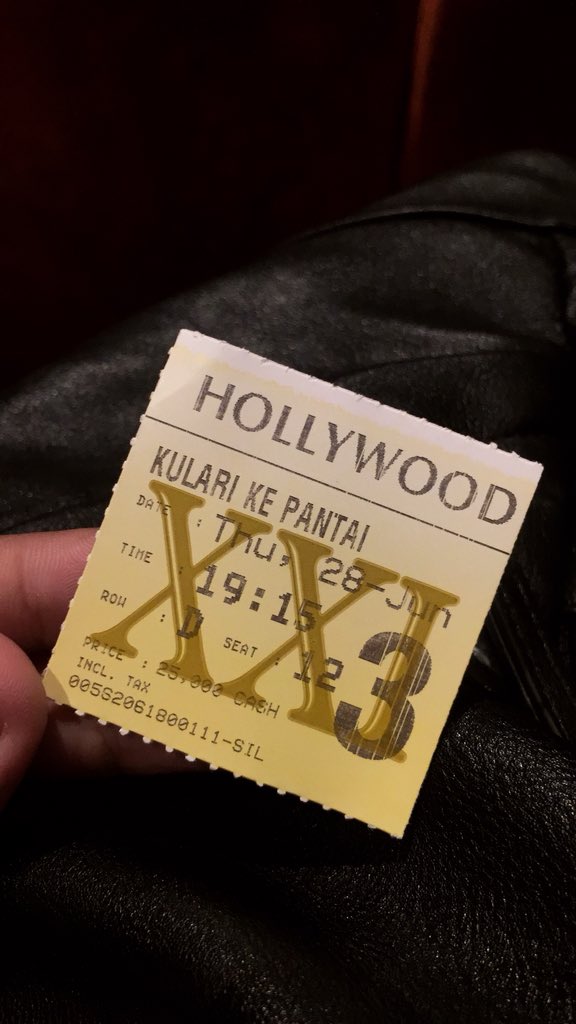 HOLLYWOOD
KULARI KE PANTAI
DATE : Thu, 28-Jun
TIME : 19:15
ROW : D SEAT : 12
3
PRICE : 25,000 CASH
INCL. TAX
005S2061800111-SIL
XXI